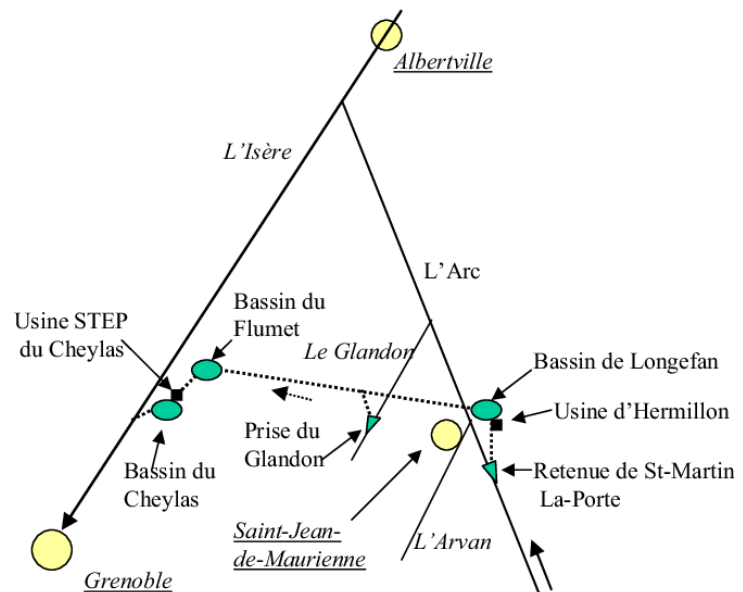 Albertville
L'Isère
L'Arc
Bassin du
Flumet
Usine STEP
du Cheylas
Le Glandon
Bassin de Longefan
Usine d'Hermillon
Prise du
Glandon
Bassin du
Cheylas
Retenue de St-Martin
La-Porte
Saint-Jean-
de-Maurienne
L'Arvan
Grenoble